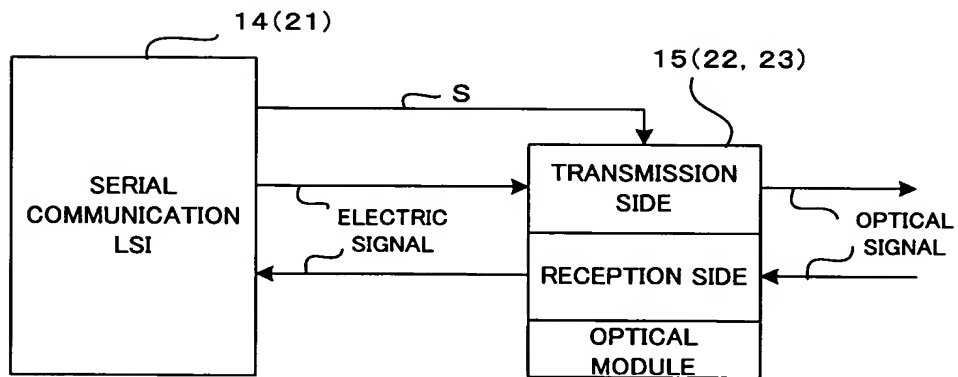 14(21)
15(22, 23)
S
SERIAL
COMMUNICATION
LSI
TRANSMISSION
SIDE
ELECTRIC
SIGNAL
OPTICAL
SIGNAL
RECEPTION SIDE
OPTICAL
MODULE